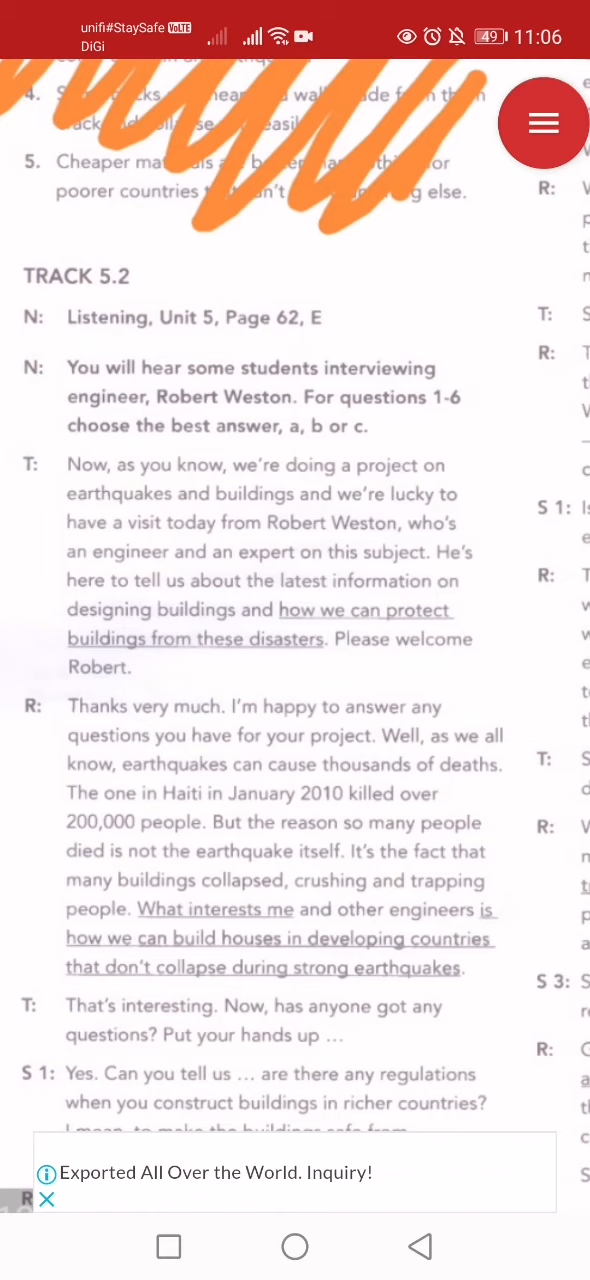 unifi#StaySafe VoLTE
DiGi
49 11:06
4.
5. Cheaper
poorer countries else.
TRACK 5.2
N: Listening, Unit 5, Page 62, E
N: You will hear some students interviewing
engineer, Robert Weston. For questions 1-6
choose the best answer, a, b or c.
T: Now, as you know, we're doing a project on
earthquakes and buildings and we're lucky to
have a visit today from Robert Weston, who's
an engineer and an expert on this subject. He's
here to tell us about the latest information on
designing buildings and how we can protect
buildings from these disasters. Please welcome
Robert.
R: Thanks very much. I'm happy to answer any
questions you have for your project. Well, as we all
know, earthquakes can cause thousands of deaths.
The one in Haiti in January 2010 killed over
200,000 people. But the reason so many people
died is not the earthquake itself. It's the fact that
many buildings collapsed, crushing and trapping
people. What interests me and other engineers is
how we can build houses in developing countries
that don't collapse during strong earthquakes.
T: That's interesting. Now, has anyone got any
questions? Put your hands up ...
S 1: Yes. Can you tell us ... are there any regulations
when you construct buildings in richer countries?
R
R:
T:
R:
S 1:
R:
T:
R:
S 3:
R:
Exported All Over the World. Inquiry!